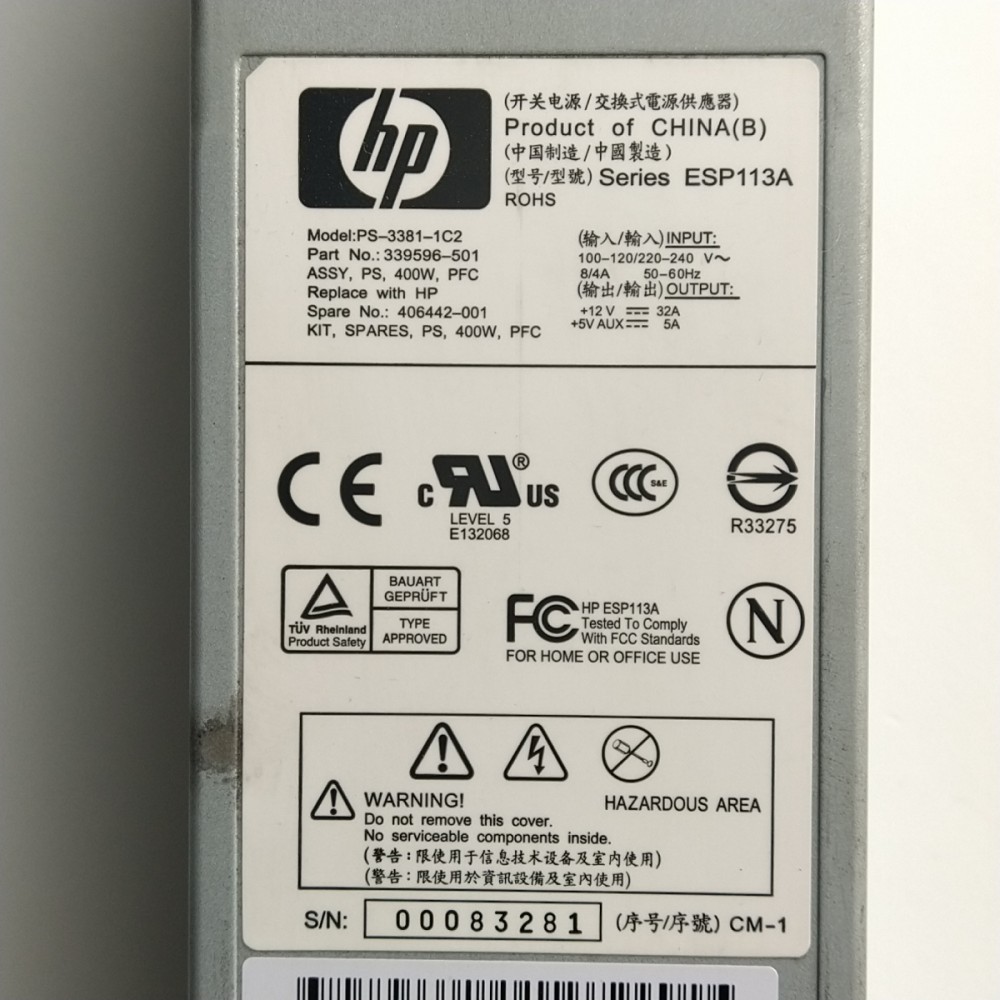 hp
(开关电源/交換式電源供應器)
Product of CHINA(B)
(中国制造/中國製造)
(型号/型號) Series ESP113A
ROHS
Model:PS-3381-1C2
Part No.: 339596-501
ASSY, PS, 400W, PFC
Replace with HP
Spare No.: 406442-001
KIT, SPARES, PS, 400W, PFC
(输入/輸入)INPUT:
100-120/220-240 V~
8/4A 50-60Hz
(输出/輸出)OUTPUT:
+12 V ⎓ 32A
+5V AUX ⎓ 5A
CE
c RU® US
LEVEL 5
E132068
CCC S&E
R33275
TÜV Rheinland
Product Safety
BAUART
GEPRÜFT
TYPE
APPROVED
FC HP ESP113A
Tested To Comply
With FCC Standards
FOR HOME OR OFFICE USE
N
WARNING!
Do not remove this cover.
No serviceable components inside.
(警告:限使用于信息技术设备及室内使用)
(警告:限使用於資訊設備及室內使用)
HAZARDOUS AREA
S/N: 00083281 (序号/序號) CM-1